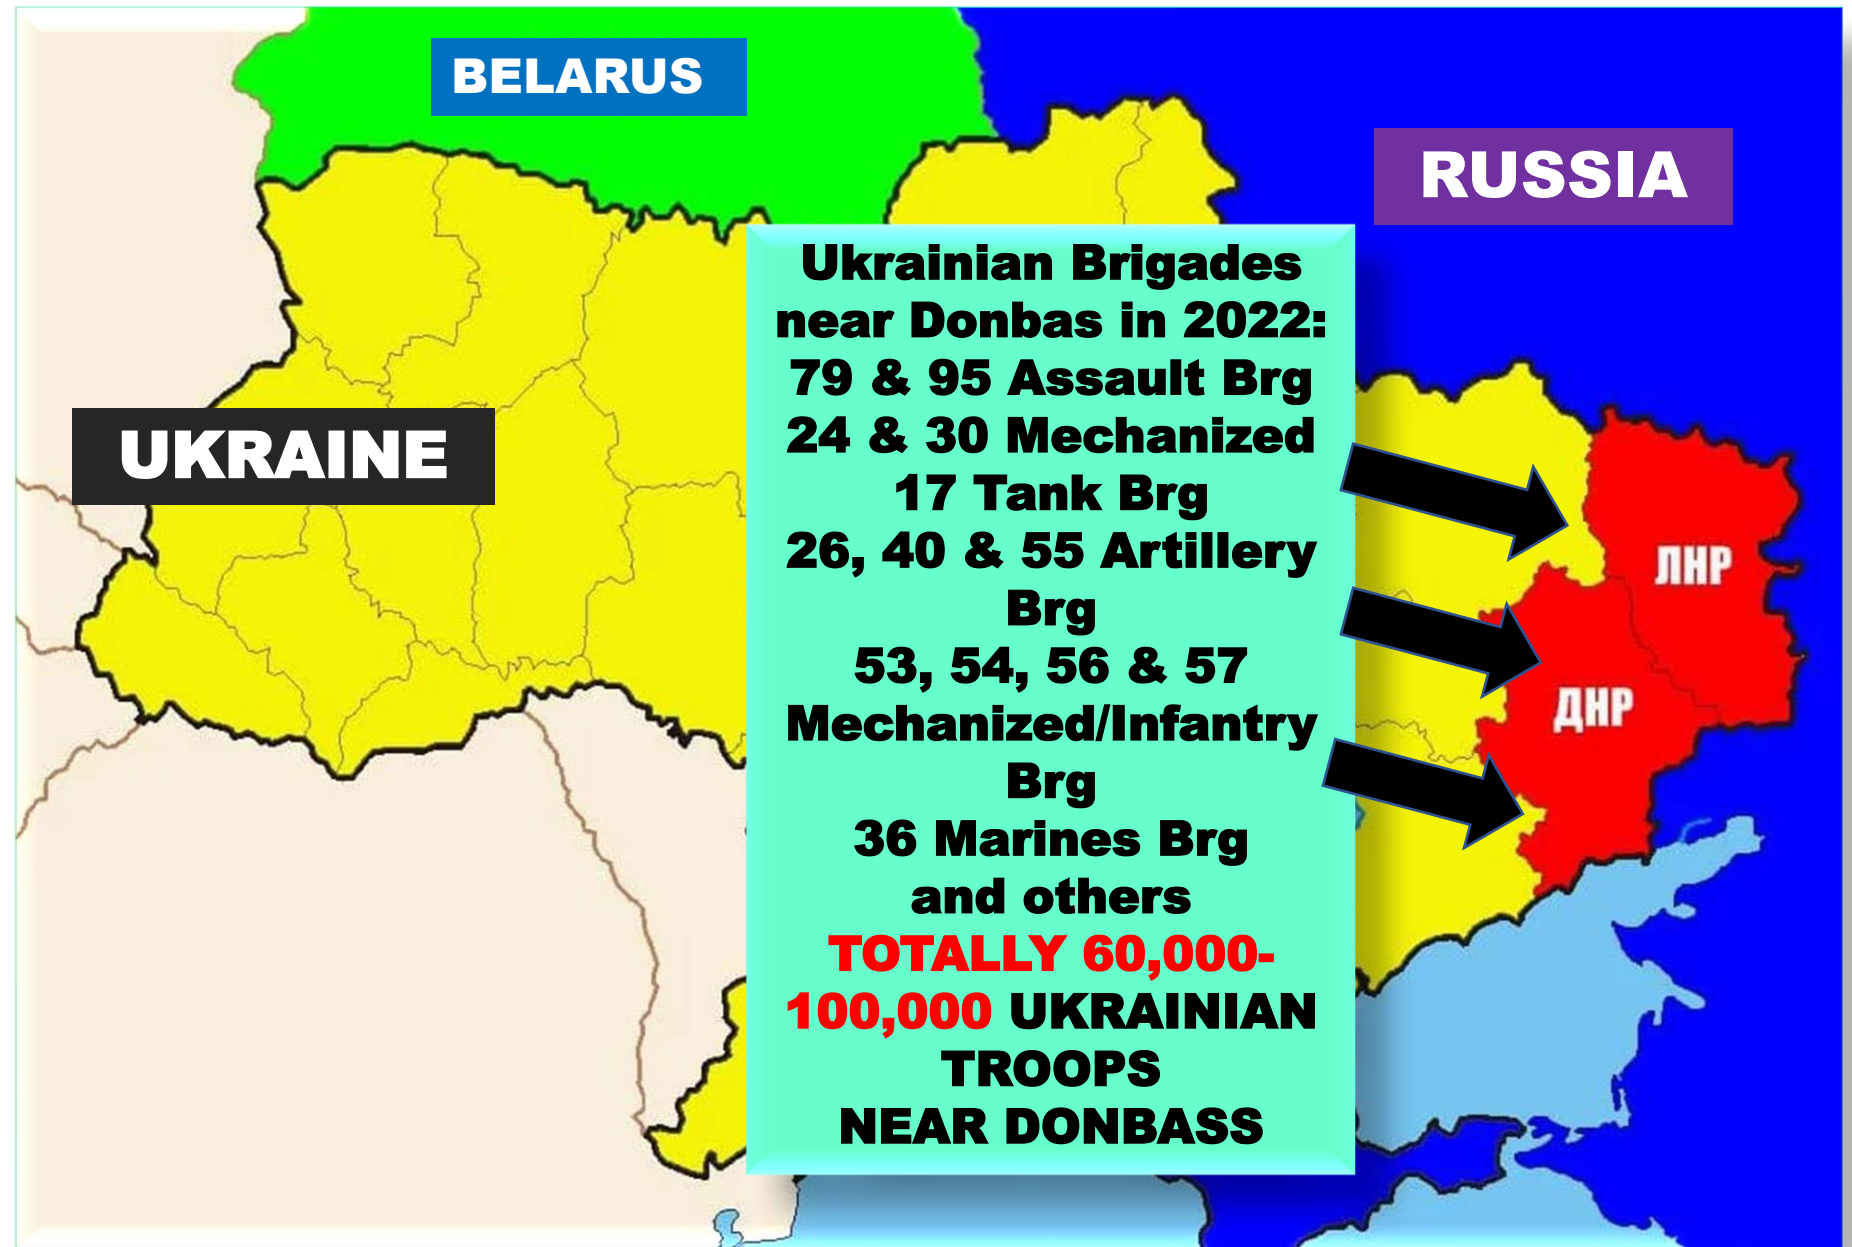 BELARUS
RUSSIA
UKRAINE
Ukrainian Brigades
near Donbas in 2022:
79 & 95 Assault Brg
24 & 30 Mechanized
17 Tank Brg
26, 40 & 55 Artillery
Brg
53, 54, 56 & 57
Mechanized/Infantry
Brg
36 Marines Brg
and others
TOTALLY 60,000-
100,000 UKRAINIAN
TROOPS
NEAR DONBASS
ЛНР
ДНР